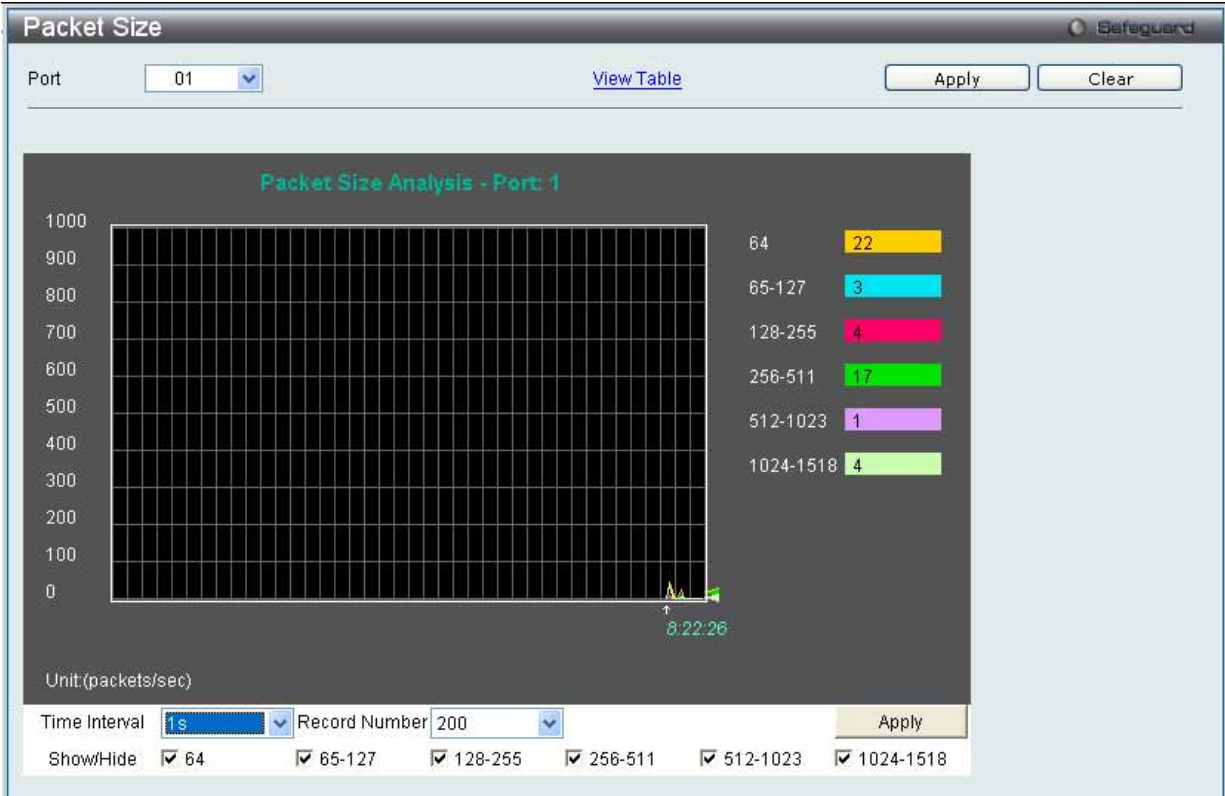 Packet Size
Safeguard
Port 01 View Table Apply Clear
Packet Size Analysis - Port: 1
1000
900
800
700
600
500
400
300
200
100
0
64 22
65-127 3
128-255 4
256-511 17
512-1023 1
1024-1518 4
8:22:26
Unit:(packets/sec)
Time Interval 1s Record Number 200 Apply
Show/Hide 64 65-127 128-255 256-511 512-1023 1024-1518